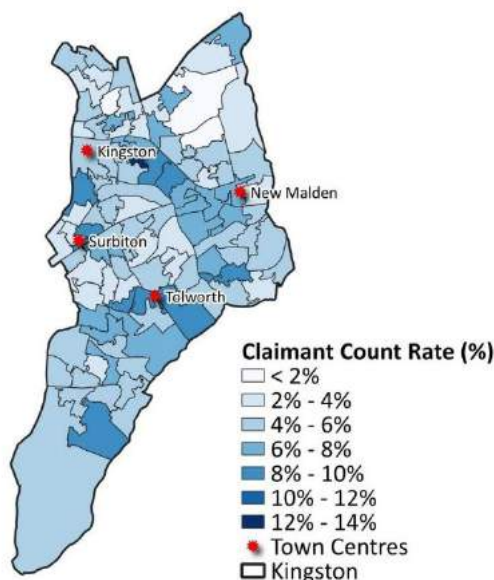 Kingston
New Malden
Surbiton
Tolworth
Claimant Count Rate (%)
< 2%
2% - 4%
4% - 6%
6% - 8%
8% - 10%
10% - 12%
12% - 14%
Town Centres
Kingston